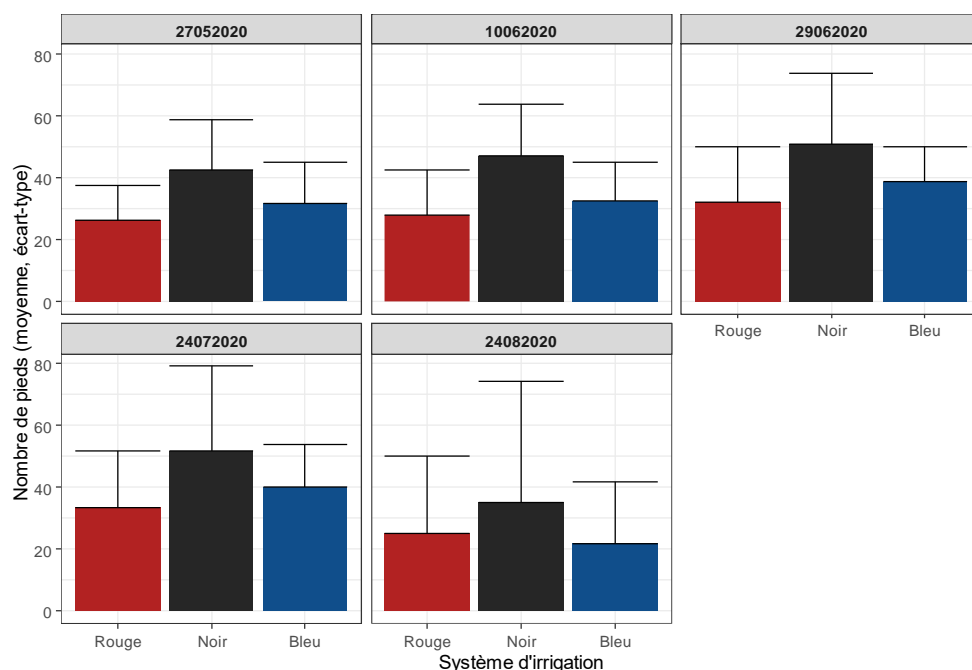 Nombre de pieds (moyenne, écart-type)
27052020
10062020
29062020
80
60
40
20
0
Rouge
Noir
Bleu
24072020
24082020
80
60
40
20
0
Rouge
Noir
Bleu
Rouge
Noir
Bleu
Système d'irrigation